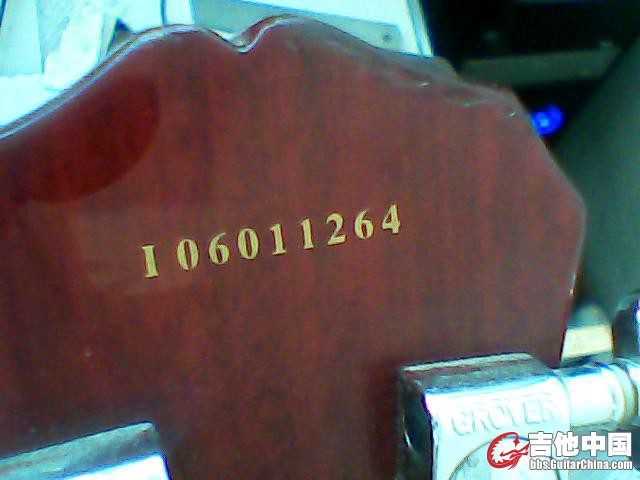 I 06011264
GROVER
吉他中国
bbs.GuitarChina.com